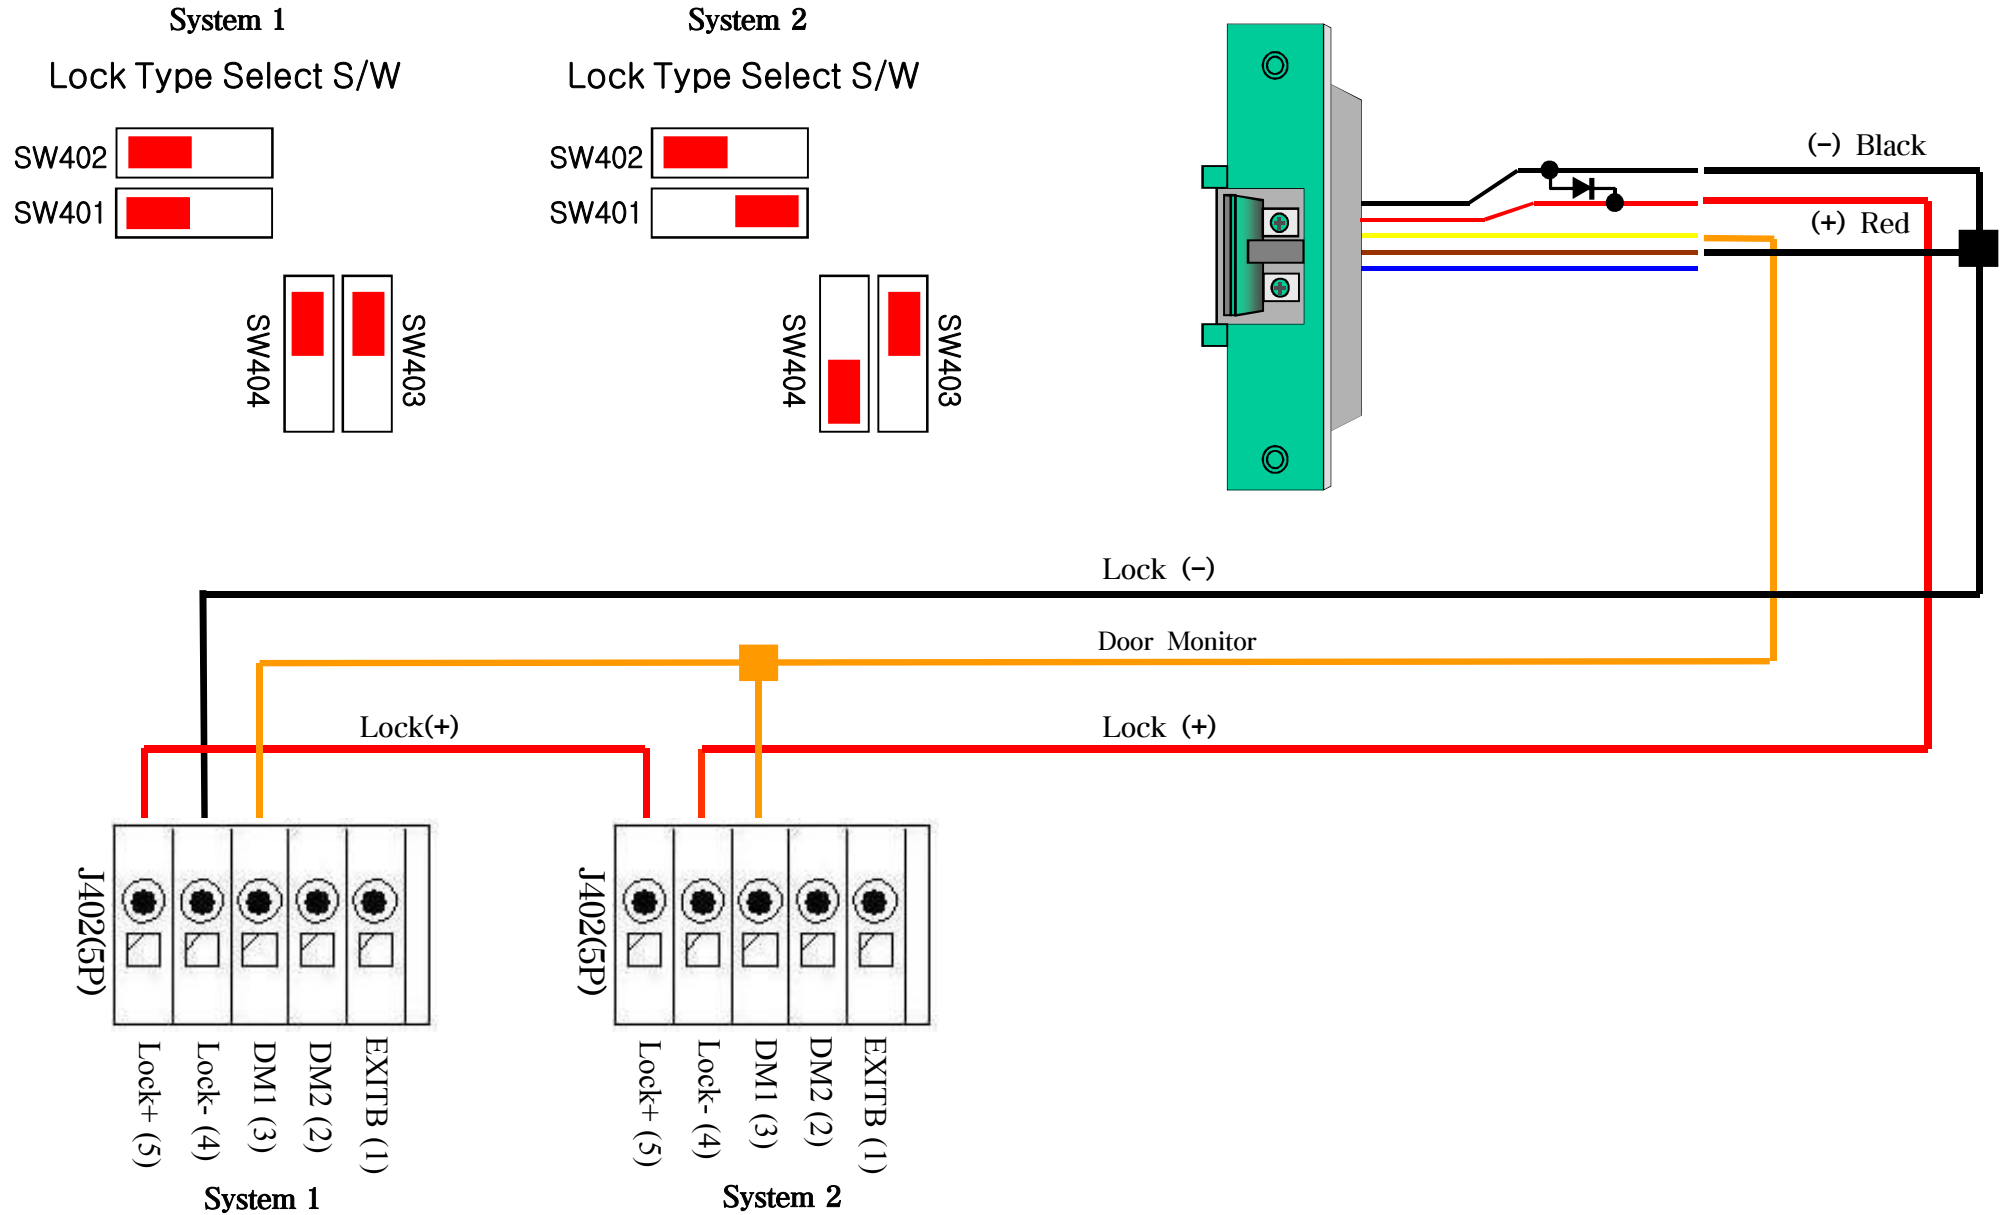 System 1
Lock Type Select S/W
SW402
SW401
SW404
SW403
System 2
Lock Type Select S/W
SW402
SW401
SW404
SW403
(-) Black
(+) Red
Lock (-)
Door Monitor
Lock(+)
Lock (+)
J402(5P)
Lock+ (5)
Lock- (4)
DM1 (3)
DM2 (2)
EXITB (1)
System 1
J402(5P)
Lock+ (5)
Lock- (4)
DM1 (3)
DM2 (2)
EXITB (1)
System 2